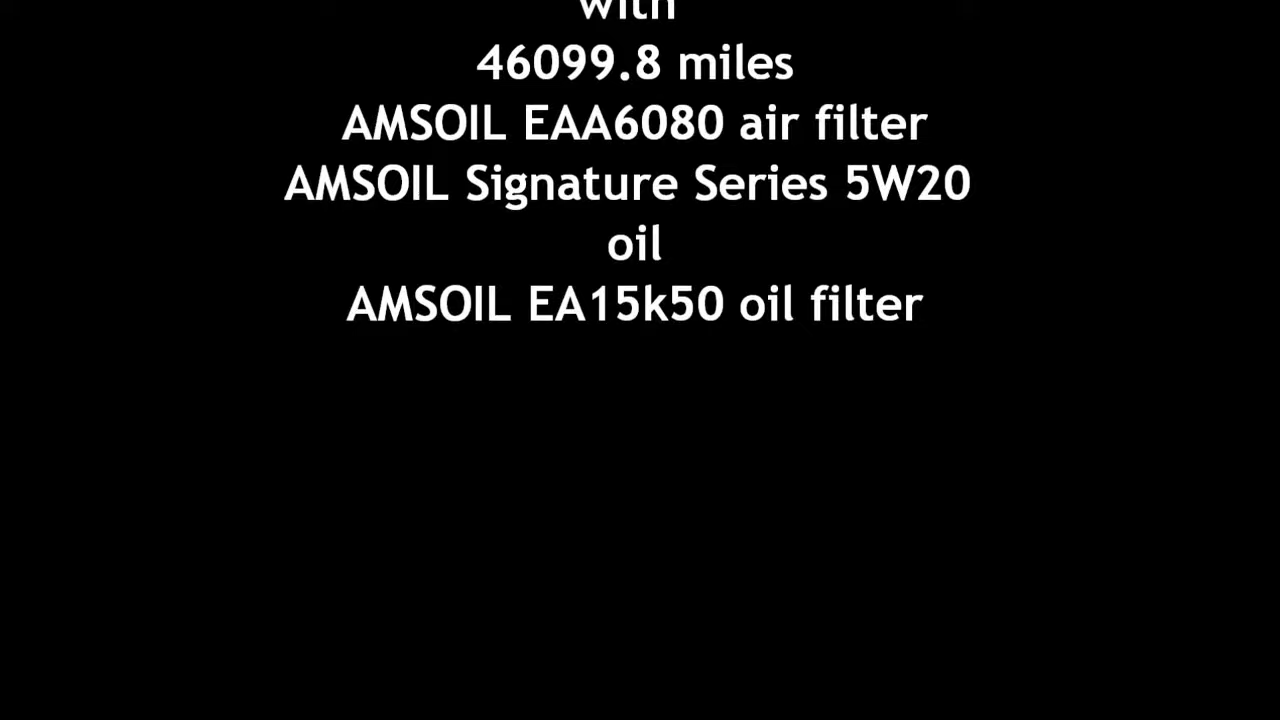 with
46099.8 miles
AMSOIL EAA6080 air filter
AMSOIL Signature Series 5W20
oil
AMSOIL EA15k50 oil filter